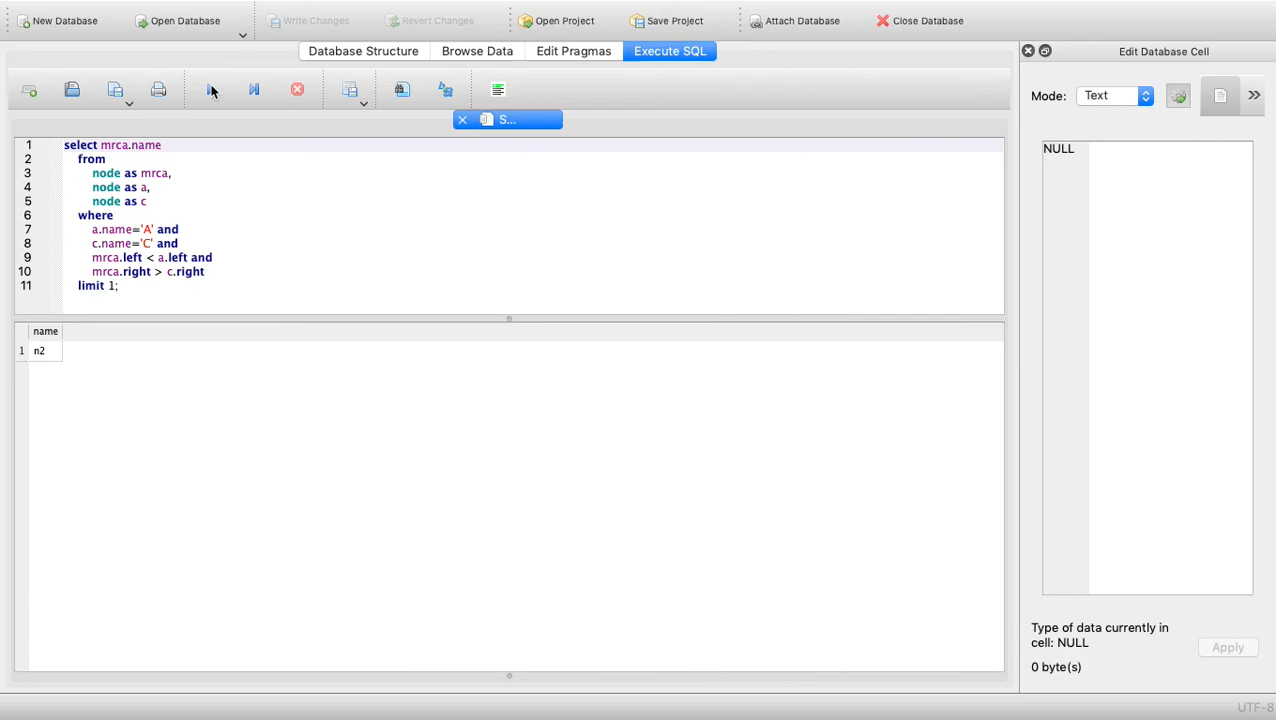 New Database Open Database Write Changes Revert Changes Open Project Save Project Attach Database Close Database
Database Structure Browse Data Edit Pragmas Execute SQL
S...
1 select mrca.name
2 from
3 node as mrca,
4 node as a,
5 node as c
6 where
7 a.name='A' and
8 c.name='C' and
9 mrca.left < a.left and
10 mrca.right > c.right
11 limit 1;
name
1 n2
Edit Database Cell
Mode: Text
NULL
Type of data currently in
cell: NULL
Apply
0 byte(s)
UTF-8